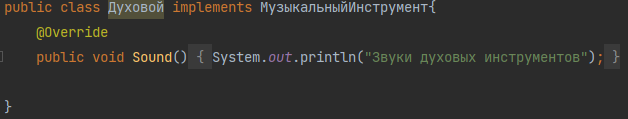 public class Духовой implements МузыкальныйИнструмент{
@Override
public void Sound() { System.out.println("Звуки духовых инструментов"); }
}